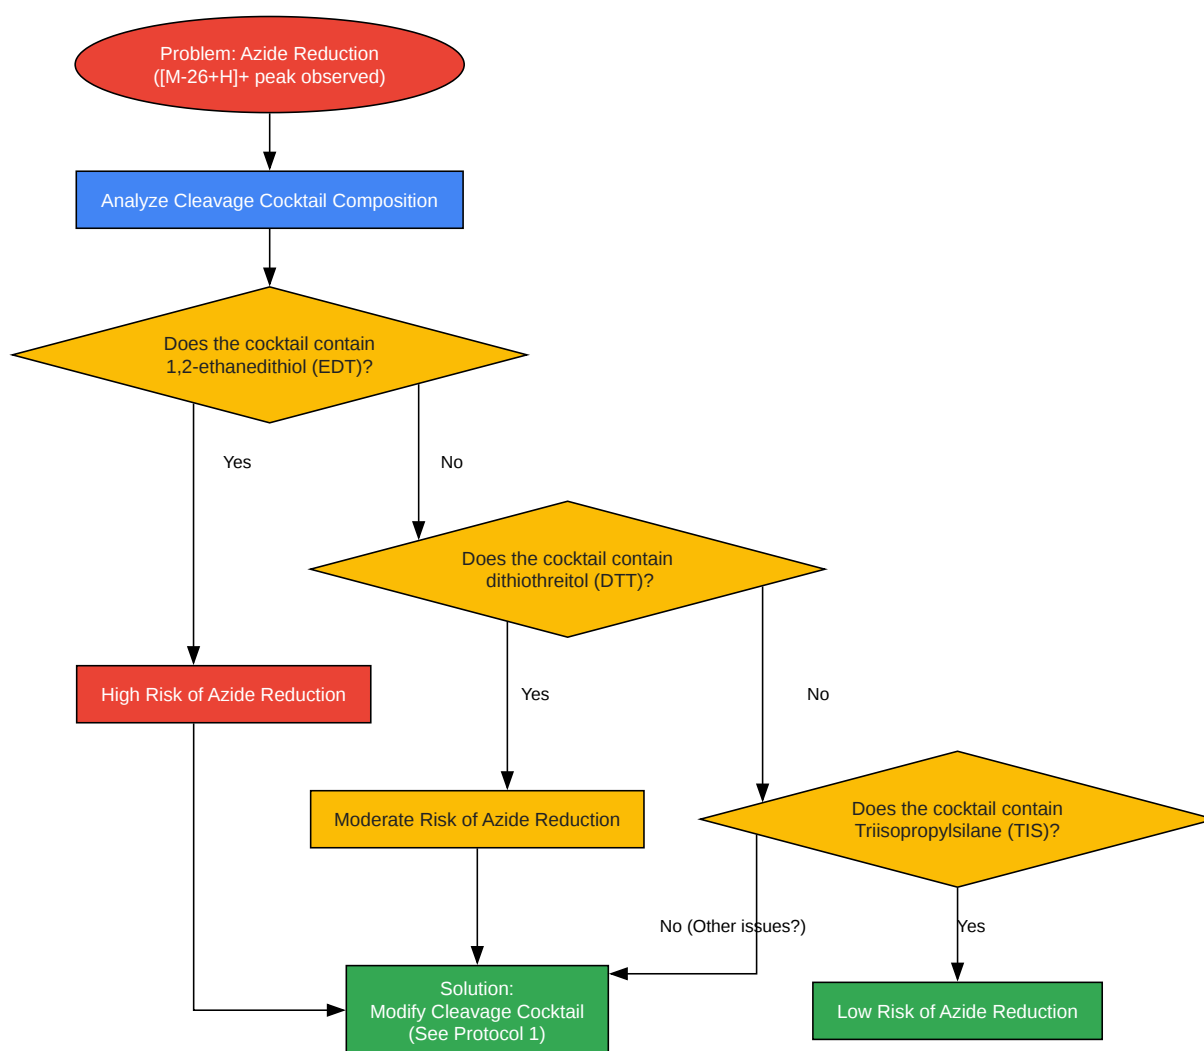 Problem: Azide Reduction
([M-26+H]+ peak observed)
Analyze Cleavage Cocktail Composition
Does the cocktail contain
1,2-ethanedithiol (EDT)?
Yes
No
Does the cocktail contain
dithiothreitol (DTT)?
High Risk of Azide Reduction
Yes
No
Moderate Risk of Azide Reduction
Does the cocktail contain
Triisopropylsilane (TIS)?
No (Other issues?)
Yes
Solution:
Modify Cleavage Cocktail
(See Protocol 1)
Low Risk of Azide Reduction